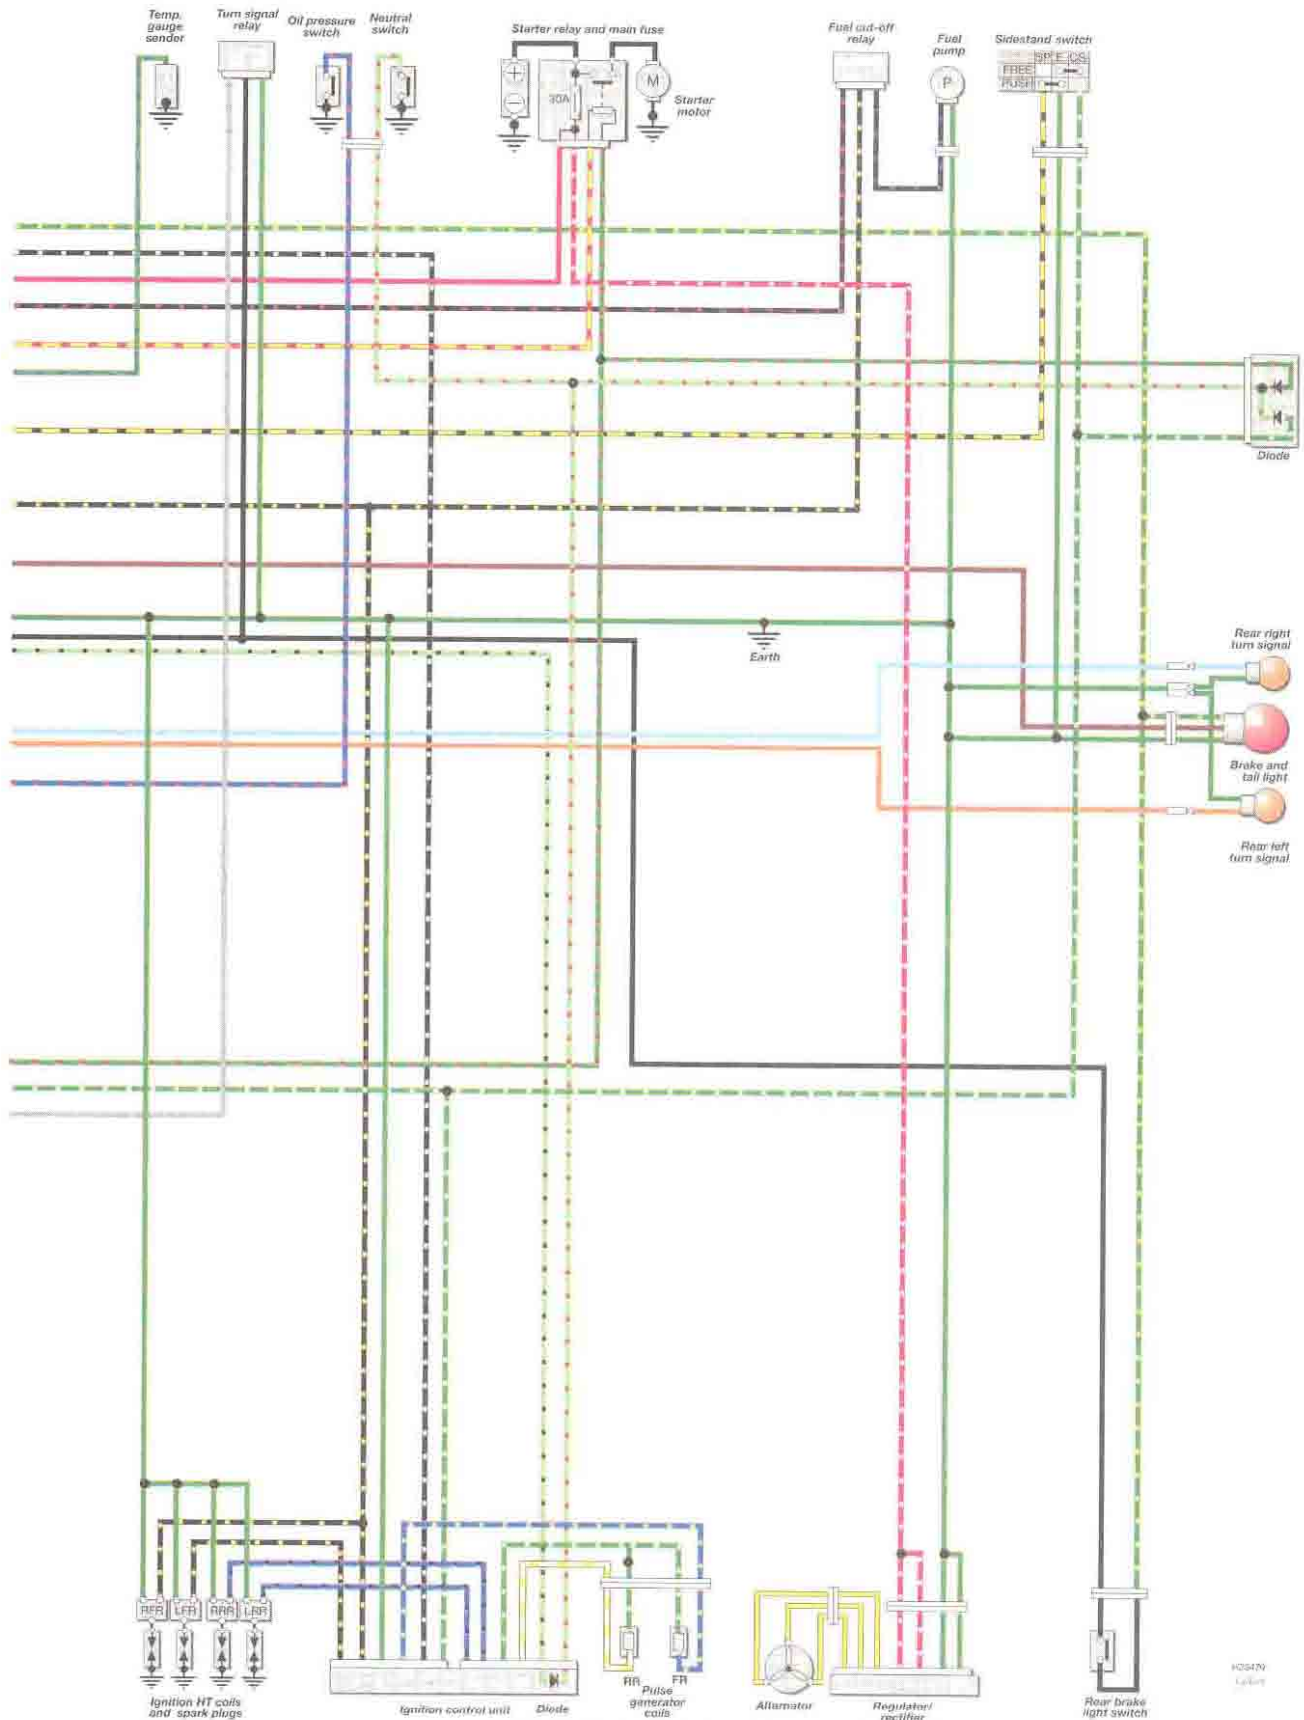 Temp.
gauge
sender
Turn signal
relay
Oil pressure
switch
Neutral
switch
Starter relay and main fuse
30A
M
Starter
motor
Fuel cut-off
relay
Fuel
pump
P
Sidestand switch
FREE
PUSH
Diode
Earth
Rear right
turn signal
Brake and
tail light
Rear left
turn signal
RFR
LFR
RRR
LRR
Ignition HT coils
and spark plugs
Ignition control unit
Diode
RR
FR
Pulse
generator
coils
Alternator
Regulator/
rectifier
Rear brake
light switch